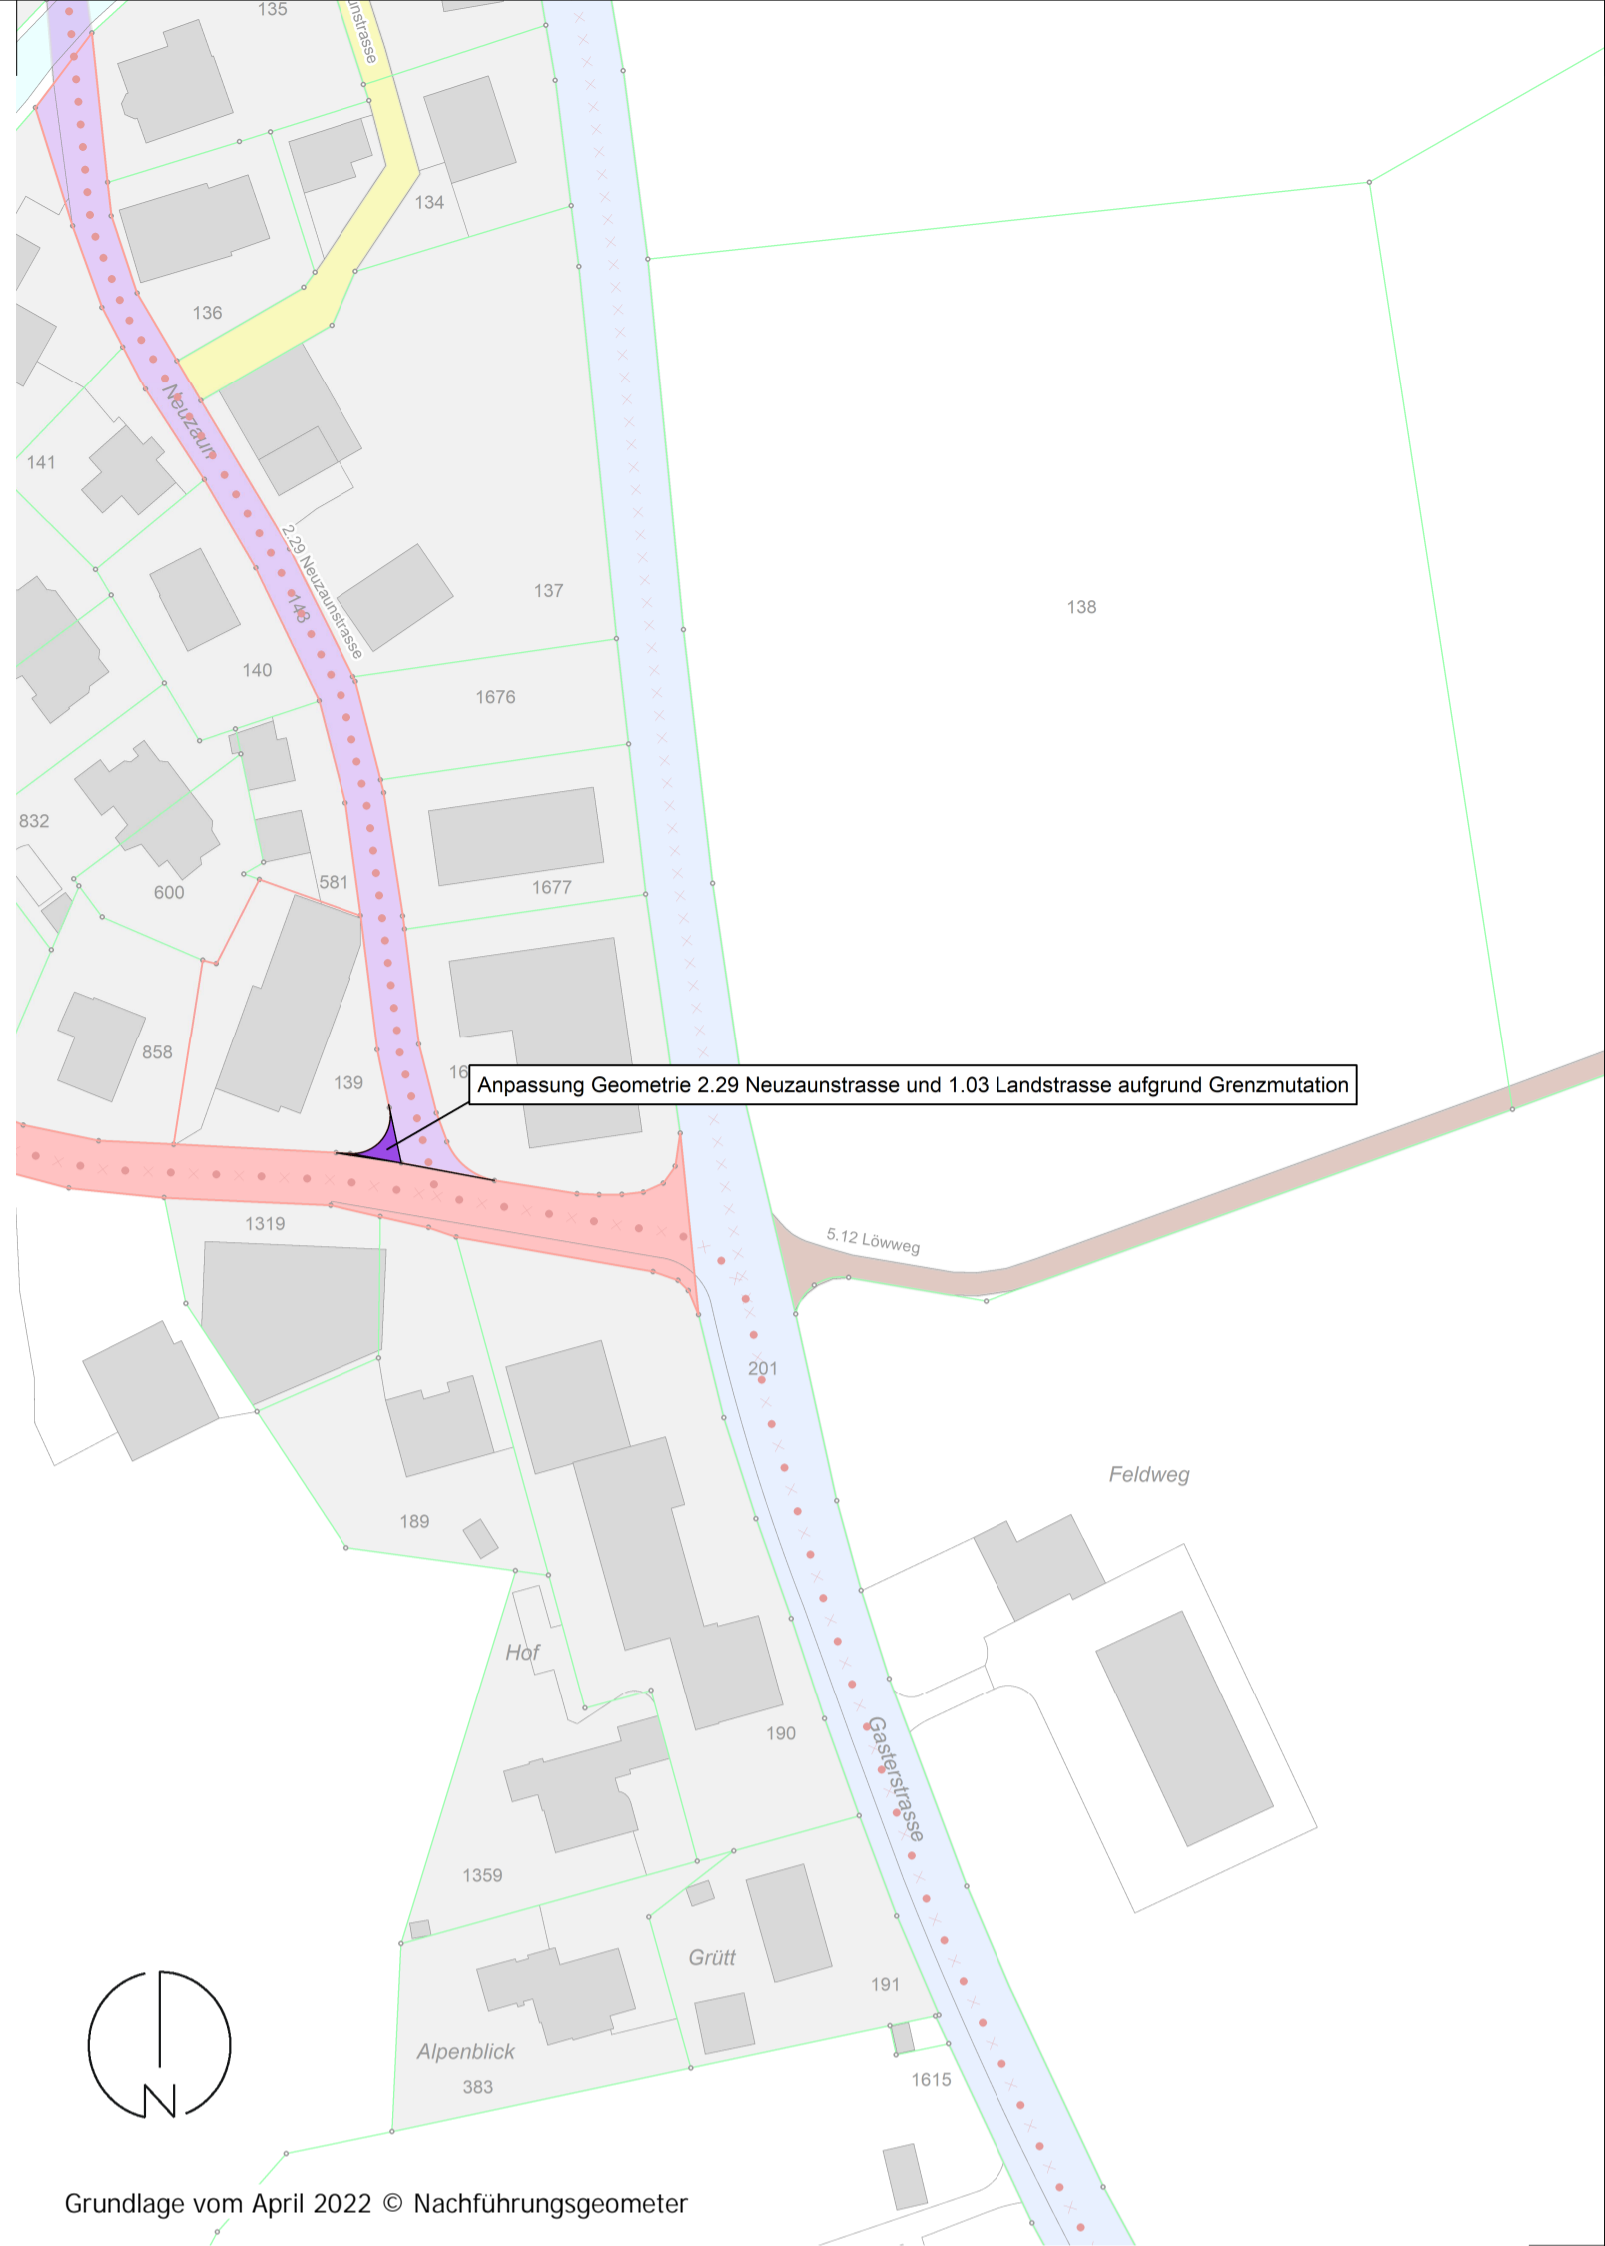 135
unstrasse
134
136
Neuzaun
141
2.29 Neuzaunstrasse
143
137
138
140
1676
832
600
581
1677
858
139
16
Anpassung Geometrie 2.29 Neuzaunstrasse und 1.03 Landstrasse aufgrund Grenzmutation
1319
5.12 Löwweg
201
Feldweg
189
Hof
190
Gasterstrasse
1359
Grütt
191
Alpenblick
383
1615
N
Grundlage vom April 2022 © Nachführungsgeometer